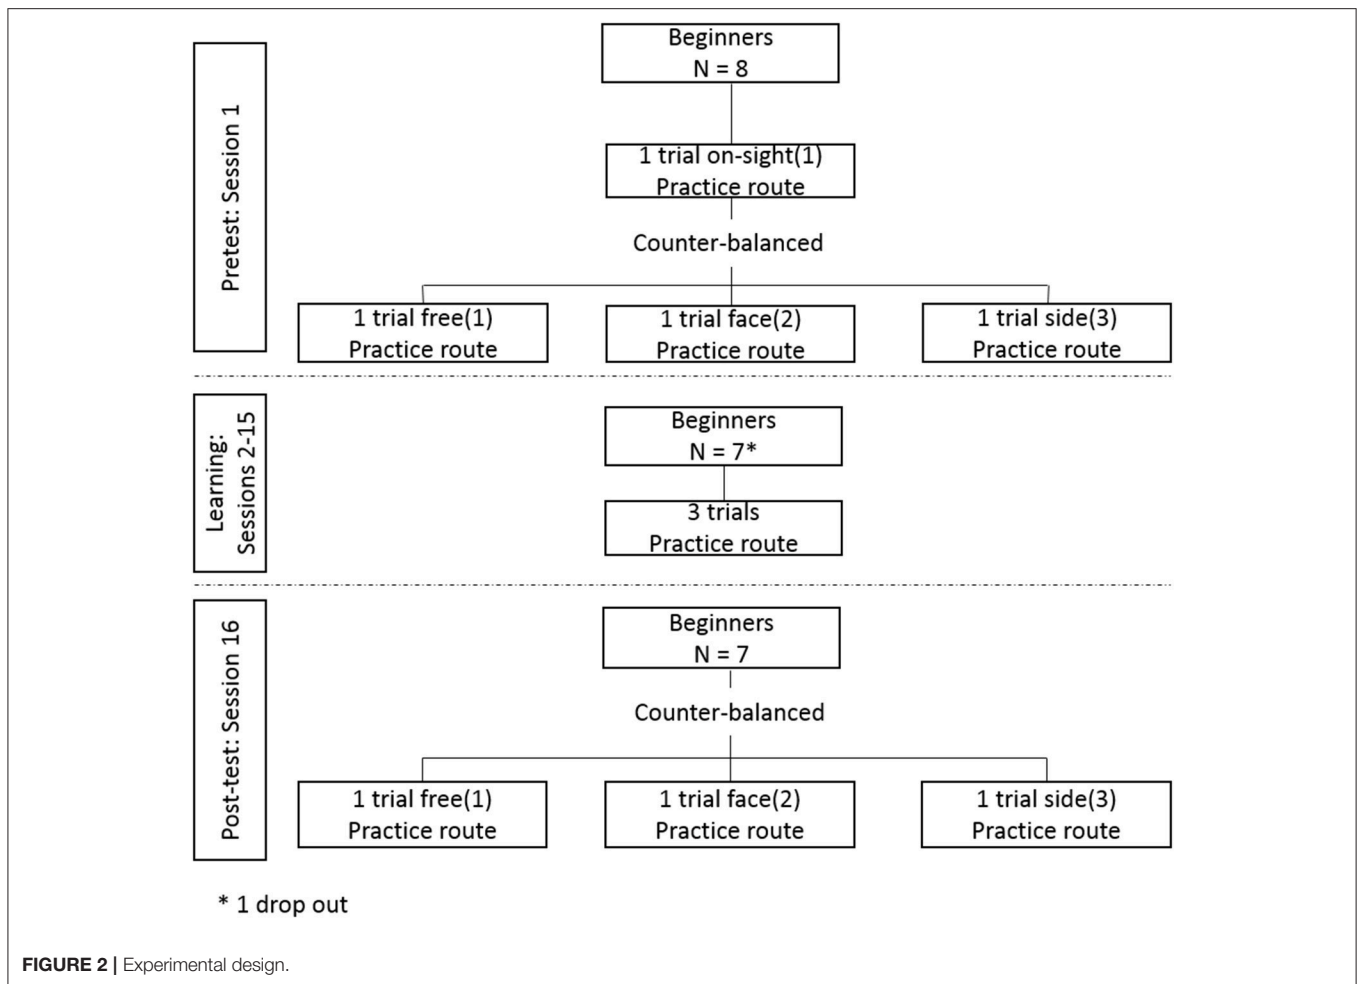 Pretest: Session 1
Beginners
N = 8
1 trial on-sight(1)
Practice route
Counter-balanced
1 trial free(1)
Practice route
1 trial face(2)
Practice route
1 trial side(3)
Practice route
Learning:
Sessions 2-15
Beginners
N = 7*
3 trials
Practice route
Post-test: Session 16
Beginners
N = 7
Counter-balanced
1 trial free(1)
Practice route
1 trial face(2)
Practice route
1 trial side(3)
Practice route
* 1 drop out
FIGURE 2 | Experimental design.